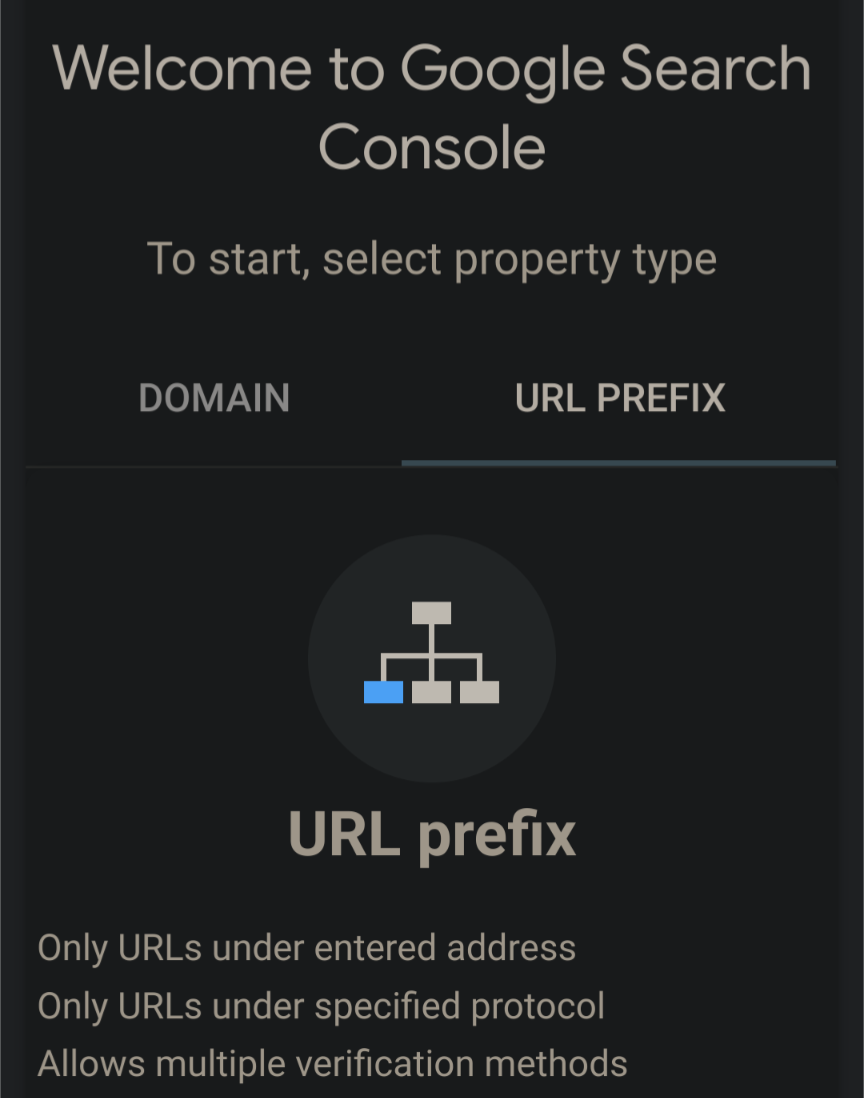 Welcome to Google Search
Console
To start, select property type
DOMAIN
URL PREFIX
URL prefix
Only URLs under entered address
Only URLs under specified protocol
Allows multiple verification methods